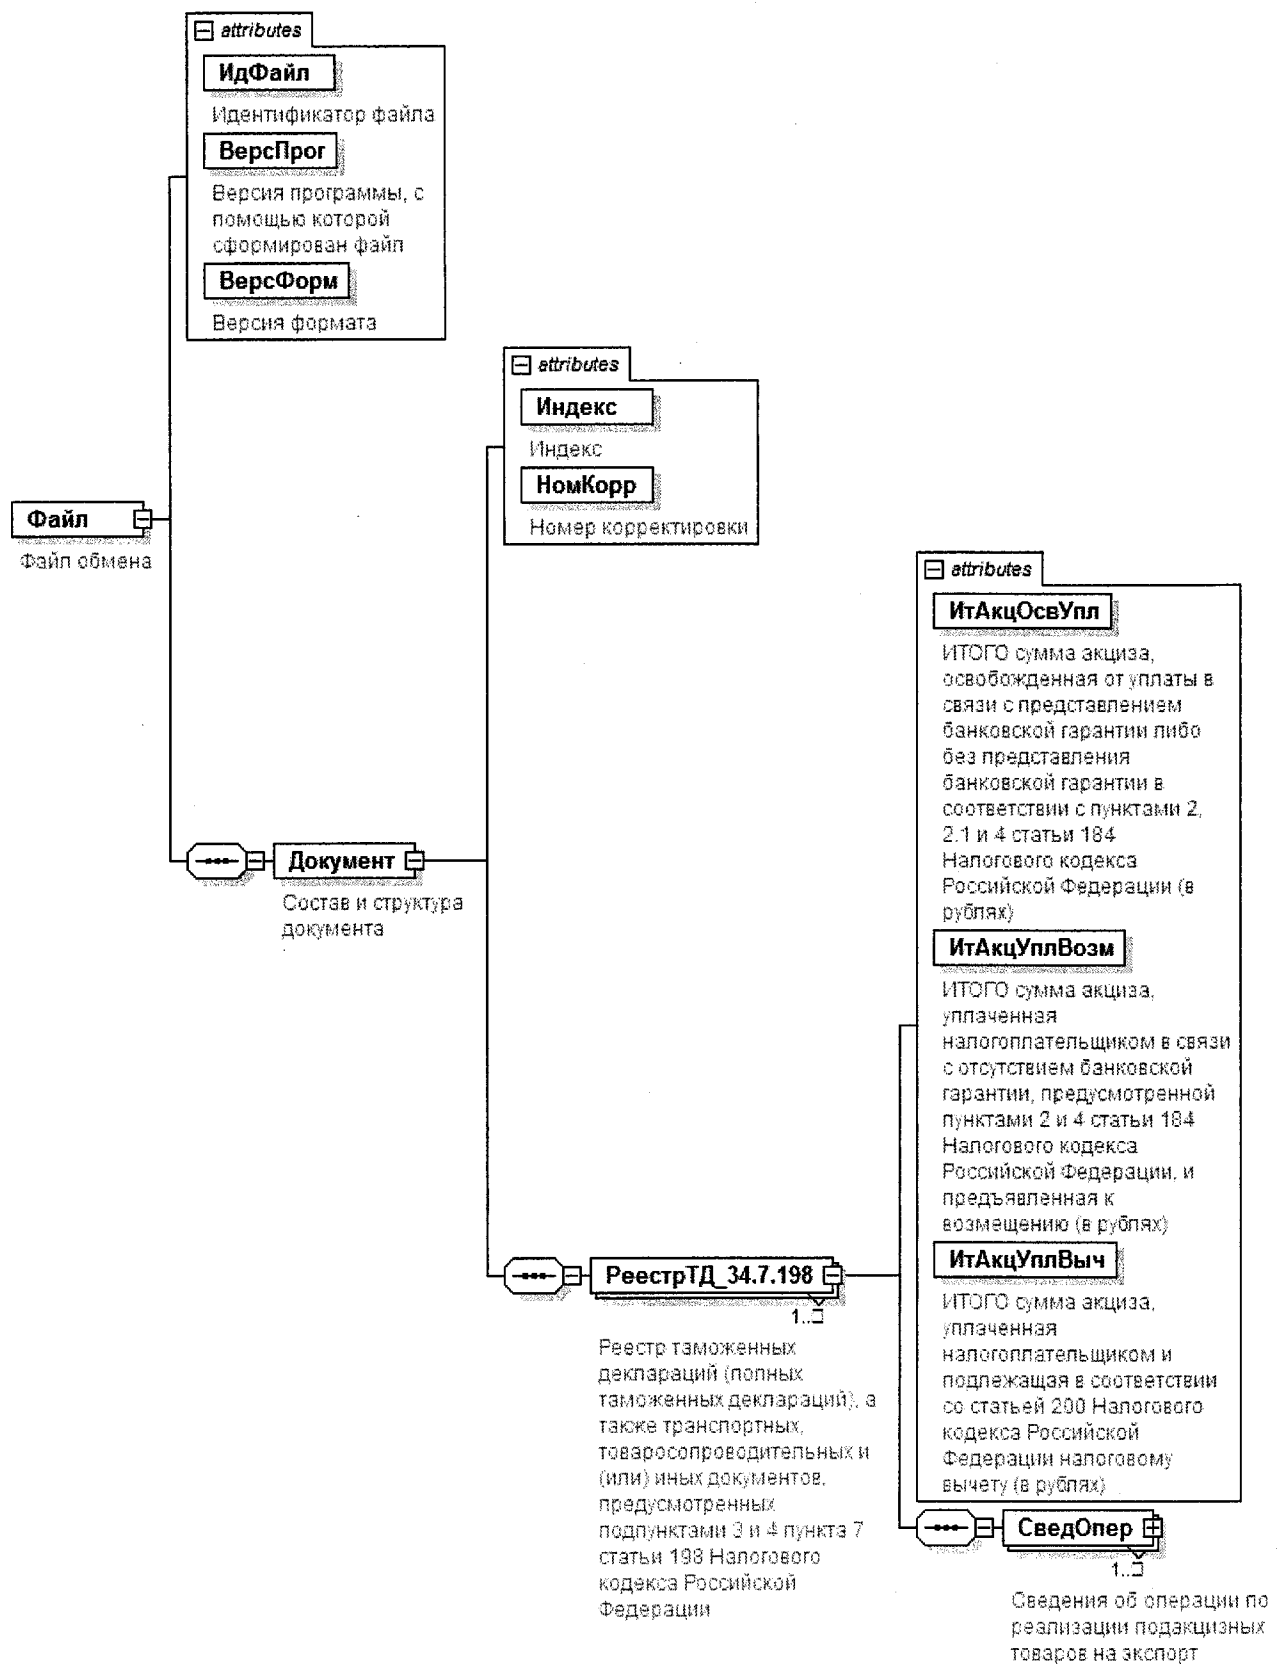 attributes
ИдФайл
Идентификатор файла
ВерсПрог
Версия программы, с
помощью которой
сформирован файл
ВерсФорм
Версия формата
Файл
Файл обмена
attributes
Индекс
Индекс
НомКорр
Номер корректировки
Документ
Состав и структура
документа
attributes
ИтАкцОсвУпл
ИТОГО сумма акциза,
освобожденная от уплаты в
связи с представлением
банковской гарантии либо
без представления
банковской гарантии в
соответствии с пунктами 2,
2.1 и 4 статьи 184
Налогового кодекса
Российской Федерации (в
рублях)
ИтАкцУплВозм
ИТОГО сумма акциза,
уплаченная
налогоплательщиком в связи
с отсутствием банковской
гарантии, предусмотренной
пунктами 2 и 4 статьи 184
Налогового кодекса
Российской Федерации, и
предъявленная к
возмещению (в рублях)
ИтАкцУплВыч
ИТОГО сумма акциза,
уплаченная
налогоплательщиком и
подлежащая в соответствии
со статьей 200 Налогового
кодекса Российской
Федерации налоговому
вычету (в рублях)
РеестрТД_34.7.198
1..□
Реестр таможенных
деклараций (полных
таможенных деклараций), а
также транспортных,
товаросопроводительных и
(или) иных документов,
предусмотренных
подпунктами 3 и 4 пункта 7
статьи 198 Налогового
кодекса Российской
Федерации
СведОпер
1..□
Сведения об операции по
реализации подакцизных
товаров на экспорт